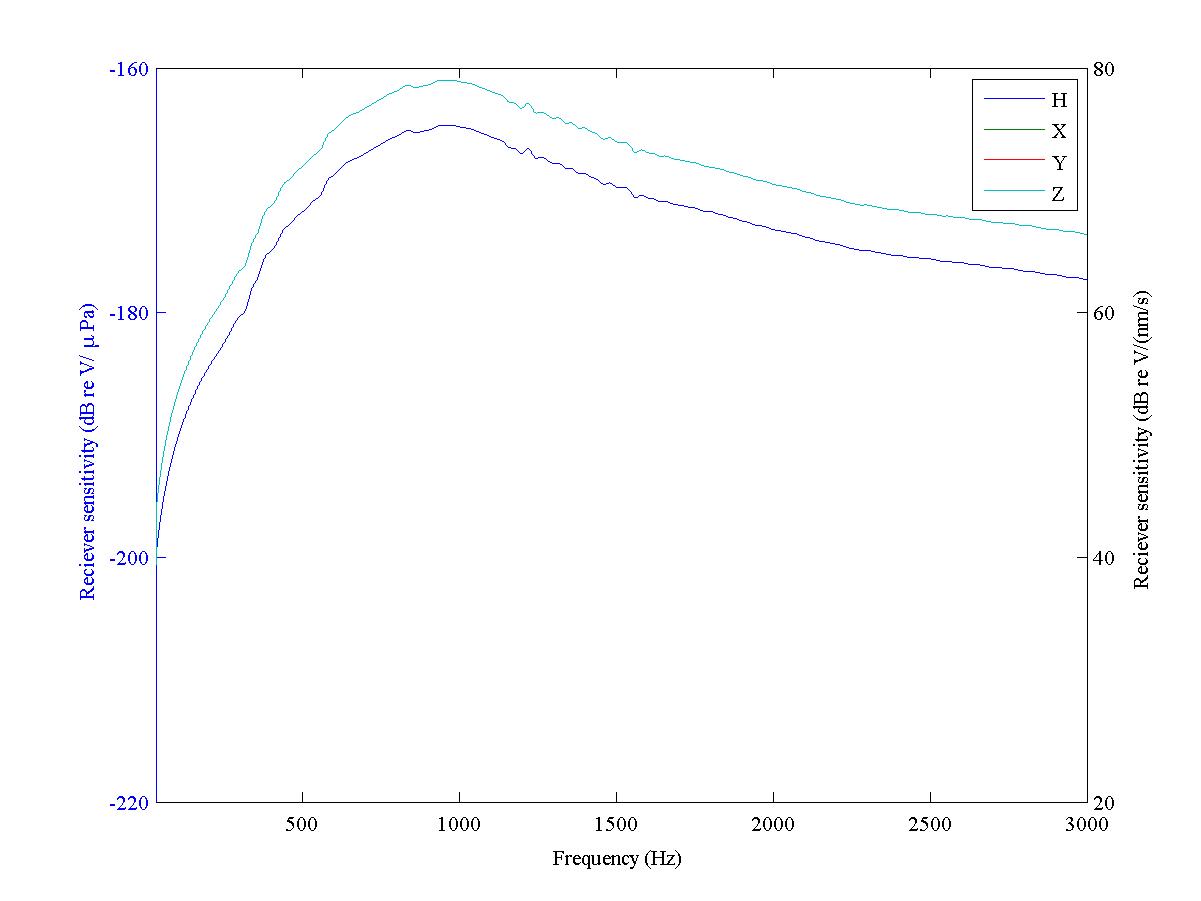 -160
-180
-200
-220
Reciever sensitivity (dB re V/ μ Pa)
80
60
40
20
Reciever sensitivity (dB re V/(nm/s)
H
X
Y
Z
500
1000
1500
2000
2500
3000
Frequency (Hz)